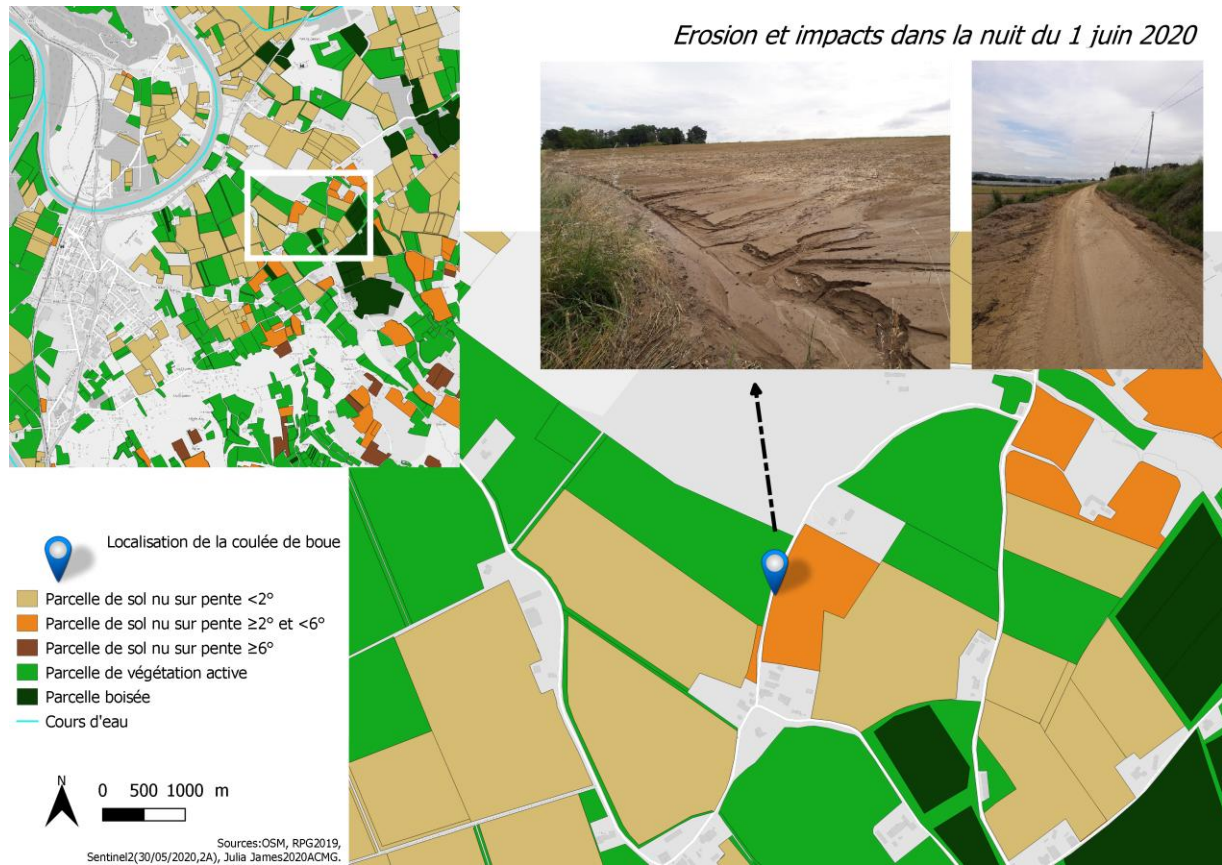 Erosion et impacts dans la nuit du 1 juin 2020
Localisation de la coulée de boue
Parcelle de sol nu sur pente <2°
Parcelle de sol nu sur pente ≥2° et <6°
Parcelle de sol nu sur pente ≥6°
Parcelle de végétation active
Parcelle boisée
Cours d'eau
N
0 500 1000 m
Sources:OSM, RPG2019,
Sentinel2(30/05/2020,2A), Julia James2020ACMG.